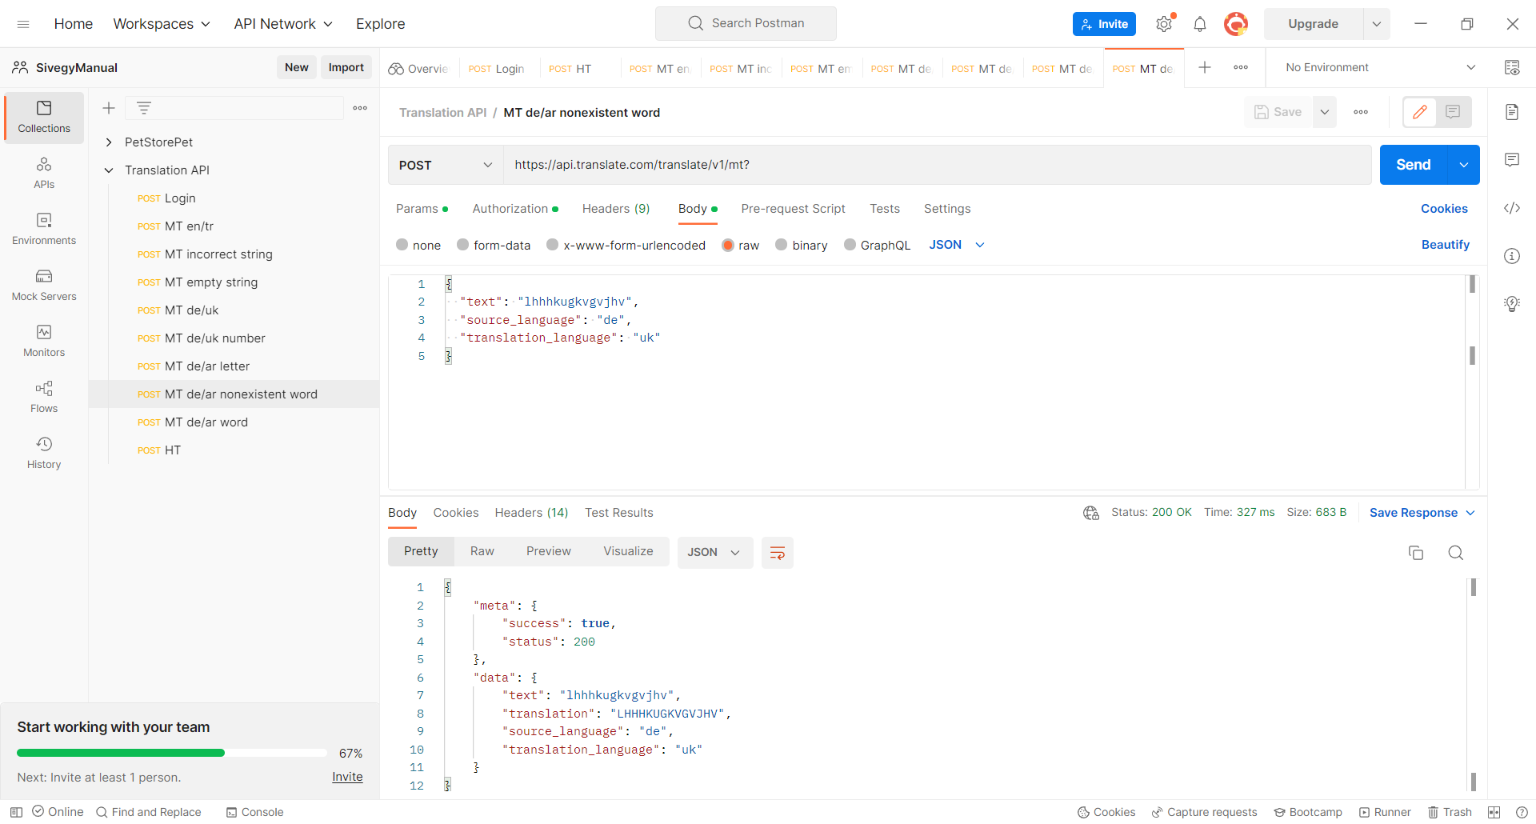 Home Workspaces API Network Explore Search Postman Invite Upgrade
SivegyManual New Import Overvie POST Login POST HT POST MT en POST MT inc POST MT em POST MT de POST MT de POST MT de POST MT de No Environment
Collections
APIs
Environments
Mock Servers
Monitors
Flows
History
PetStorePet
Translation API
POST Login
POST MT en/tr
POST MT incorrect string
POST MT empty string
POST MT de/uk
POST MT de/uk number
POST MT de/ar letter
POST MT de/ar nonexistent word
POST MT de/ar word
POST HT
Start working with your team
67%
Next: Invite at least 1 person. Invite
Translation API / MT de/ar nonexistent word Save
POST https://api.translate.com/translate/v1/mt? Send
Params Authorization Headers (9) Body Pre-request Script Tests Settings Cookies
none form-data x-www-form-urlencoded raw binary GraphQL JSON Beautify
1 {
2 "text": "lhhhkugkvgvjhv",
3 "source_language": "de",
4 "translation_language": "uk"
5 }
Body Cookies Headers (14) Test Results Status: 200 OK Time: 327 ms Size: 683 B Save Response
Pretty Raw Preview Visualize JSON
1 {
2 "meta": {
3 "success": true,
4 "status": 200
5 },
6 "data": {
7 "text": "lhhhkugkvgvjhv",
8 "translation": "LHHHKUGKVGVJHV",
9 "source_language": "de",
10 "translation_language": "uk"
11 }
12 }
Online Find and Replace Console Cookies Capture requests Bootcamp Runner Trash